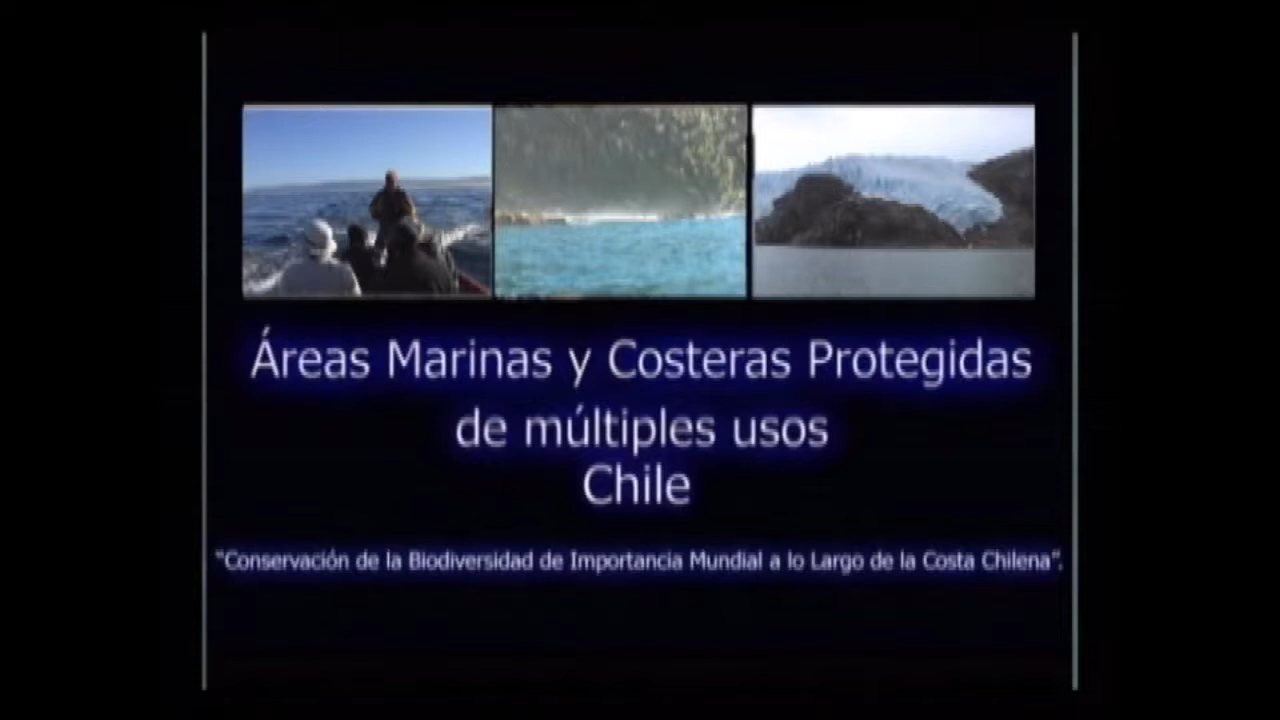 Áreas Marinas y Costeras Protegidas
de múltiples usos
Chile
"Conservación de la Biodiversidad de Importancia Mundial a lo Largo de la Costa Chilena".